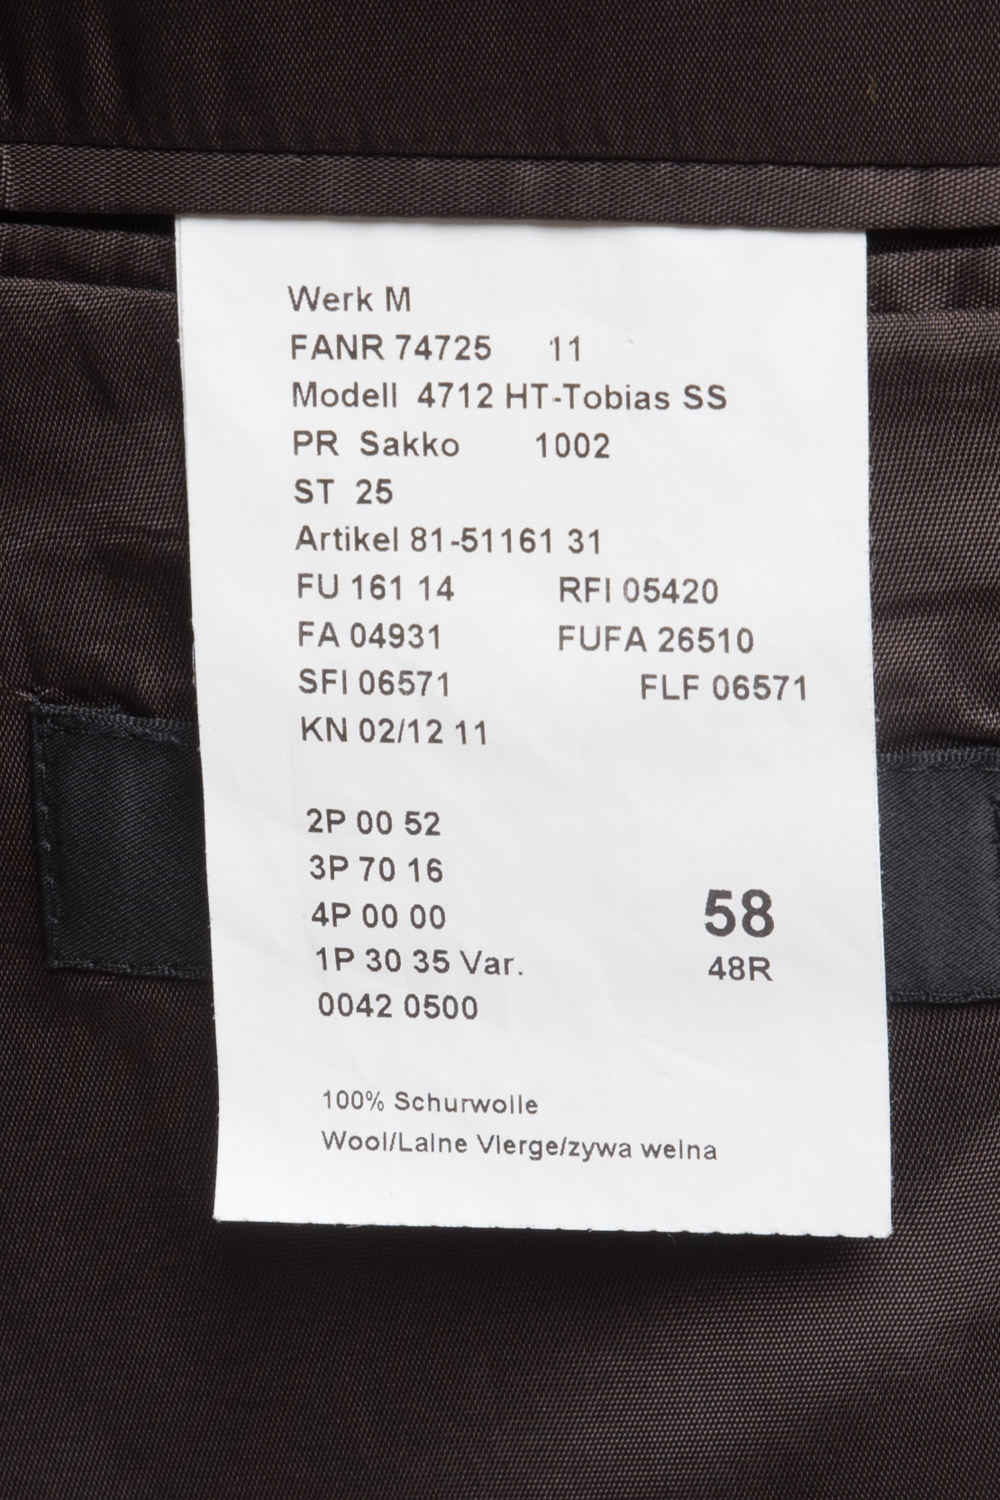 Werk M
FANR 74725 11
Modell 4712 HT-Tobias SS
PR Sakko 1002
ST 25
Artikel 81-51161 31
FU 161 14 RFI 05420
FA 04931 FUFA 26510
SFI 06571 FLF 06571
KN 02/12 11
2P 00 52
3P 70 16
4P 00 00
58
1P 30 35 Var.
48R
0042 0500
100% Schurwolle
Wool/Laine Vierge/zywa welna